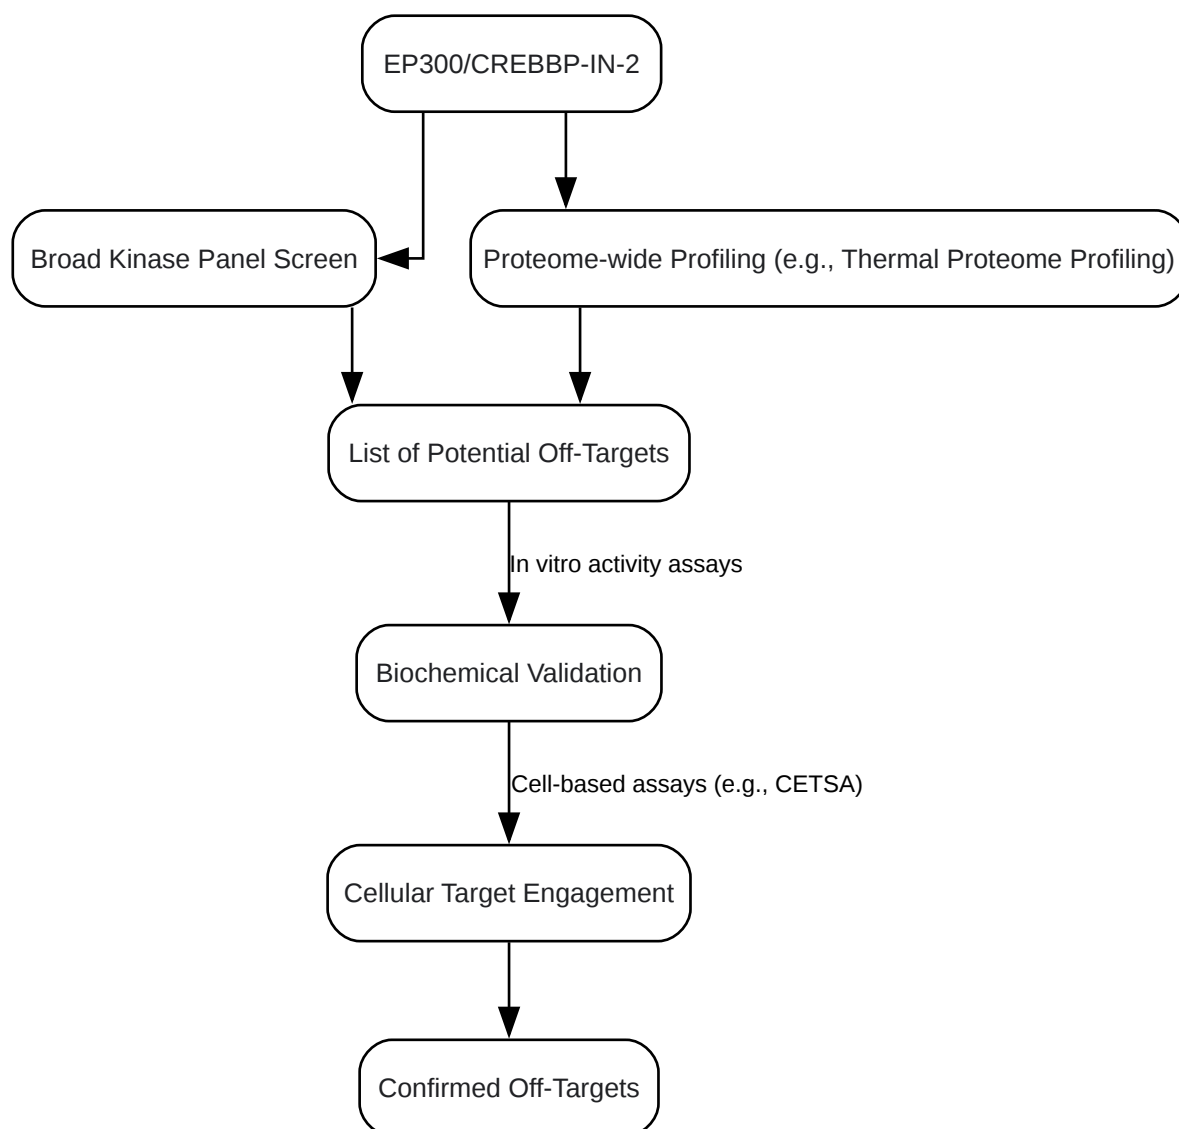 EP300/CREBBP-IN-2
Broad Kinase Panel Screen
Proteome-wide Profiling (e.g., Thermal Proteome Profiling)
List of Potential Off-Targets
In vitro activity assays
Biochemical Validation
Cell-based assays (e.g., CETSA)
Cellular Target Engagement
Confirmed Off-Targets